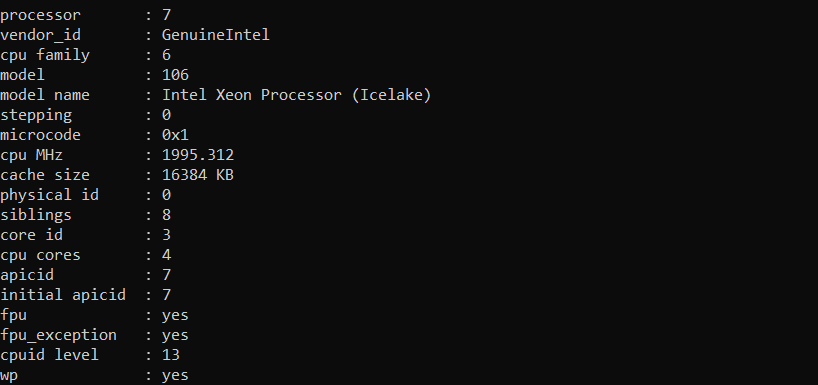 processor       : 7
vendor_id       : GenuineIntel
cpu family      : 6
model           : 106
model name      : Intel Xeon Processor (Icelake)
stepping        : 0
microcode       : 0x1
cpu MHz         : 1995.312
cache size      : 16384 KB
physical id     : 0
siblings        : 8
core id         : 3
cpu cores       : 4
apicid          : 7
initial apicid  : 7
fpu             : yes
fpu_exception   : yes
cpuid level     : 13
wp              : yes